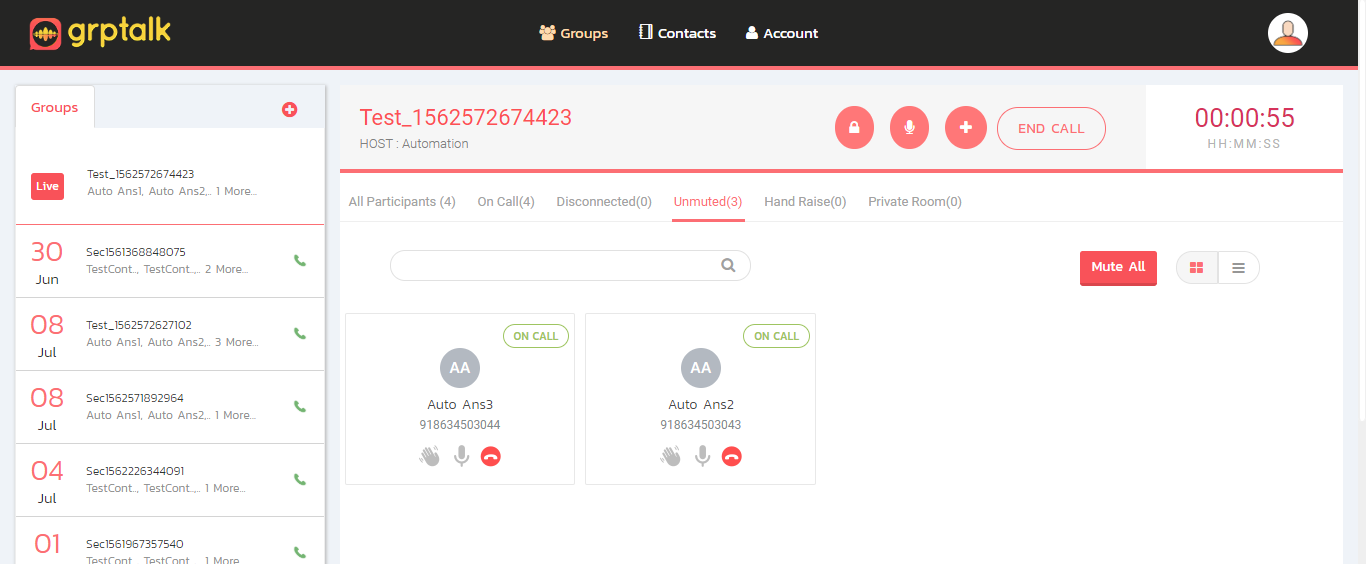 grptalk
Groups
Contacts
Account
Groups
Live
Test_1562572674423
Auto Ans1, Auto Ans2,.. 1 More...
30
Jun
Sec1561368848075
TestCont.., TestCont..,.. 2 More...
08
Jul
Test_1562572627102
Auto Ans1, Auto Ans2,.. 3 More...
08
Jul
Sec1562571892964
Auto Ans1, Auto Ans2,.. 1 More...
04
Jul
Sec1562226344091
TestCont.., TestCont..,.. 1 More...
01
Sec1561967357540
TestCont.., TestCont..,.. 1 More...
Test_1562572674423
HOST : Automation
END CALL
00:00:55
HH:MM:SS
All Participants (4)
On Call(4)
Disconnected(0)
Unmuted(3)
Hand Raise(0)
Private Room(0)
Mute All
ON CALL
AA
Auto Ans3
918634503044
ON CALL
AA
Auto Ans2
918634503043